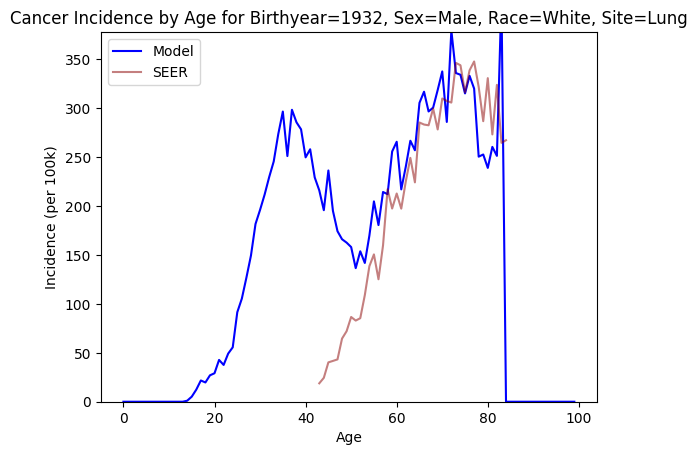 Cancer Incidence by Age for Birthyear=1932, Sex=Male, Race=White, Site=Lung
Model
SEER
350
300
250
200
150
100
50
0
Incidence (per 100k)
0 20 40 60 80 100
Age